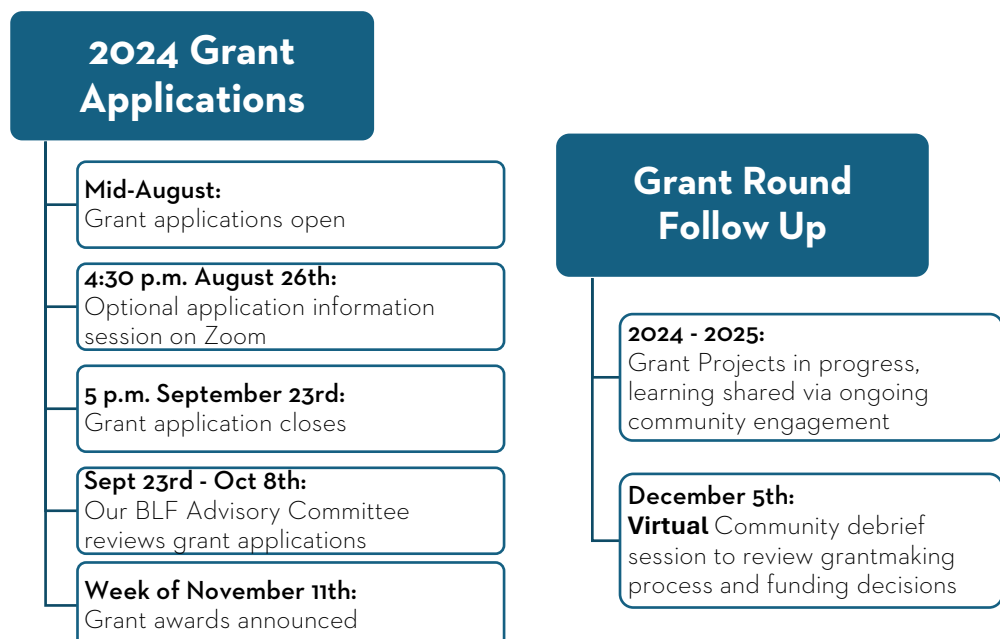 2024 Grant
Applications
Mid-August:
Grant applications open
4:30 p.m. August 26th:
Optional application information
session on Zoom
5 p.m. September 23rd:
Grant application closes
Sept 23rd - Oct 8th:
Our BLF Advisory Committee
reviews grant applications
Week of November 11th:
Grant awards announced
Grant Round
Follow Up
2024 - 2025:
Grant Projects in progress,
learning shared via ongoing
community engagement
December 5th:
Virtual Community debrief
session to review grantmaking
process and funding decisions